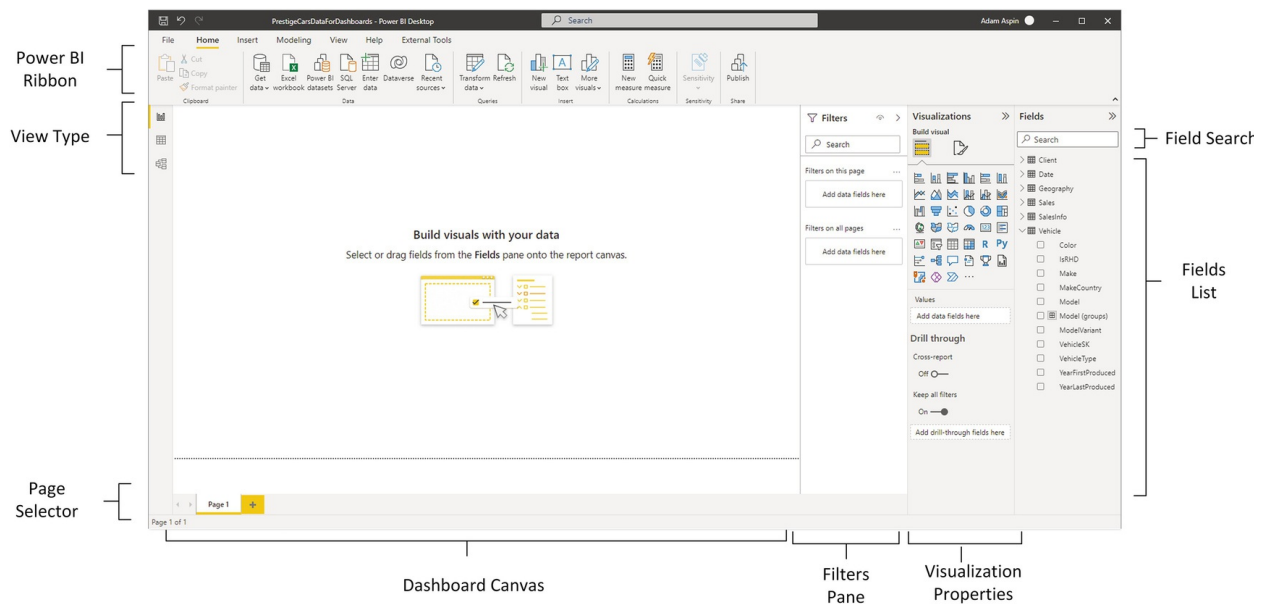 PrestigeCarsDataForDashboards - Power BI Desktop
Search
Adam Aspin
File Home Insert Modeling View Help External Tools
Power BI
Ribbon
Paste
Cut
Copy
Format painter
Get
data
Excel
workbook
Power BI
datasets
SQL
Server
Enter
data
Dataverse
Recent
sources
Transform
data
Refresh
New
visual
Text
box
More
visuals
New
measure
Quick
measure
Sensitivity
Publish
Clipboard Data Queries Insert Calculations Sensitivity Share
View Type
Filters
Search
Filters on this page
Add data fields here
Filters on all pages
Add data fields here
Visualizations
Build visual
R Py
Values
Add data fields here
Drill through
Cross-report
Off
Keep all filters
On
Add drill-through fields here
Fields
Search
Client
Date
Geography
Sales
SalesInfo
Vehicle
Color
IsRHD
Make
MakeCountry
Model
Model (groups)
ModelVariant
VehicleSK
VehicleType
YearFirstProduced
YearLastProduced
Field Search
Fields
List
Build visuals with your data
Select or drag fields from the Fields pane onto the report canvas.
Page
Selector
Page 1
Page 1 of 1
Dashboard Canvas
Filters
Pane
Visualization
Properties